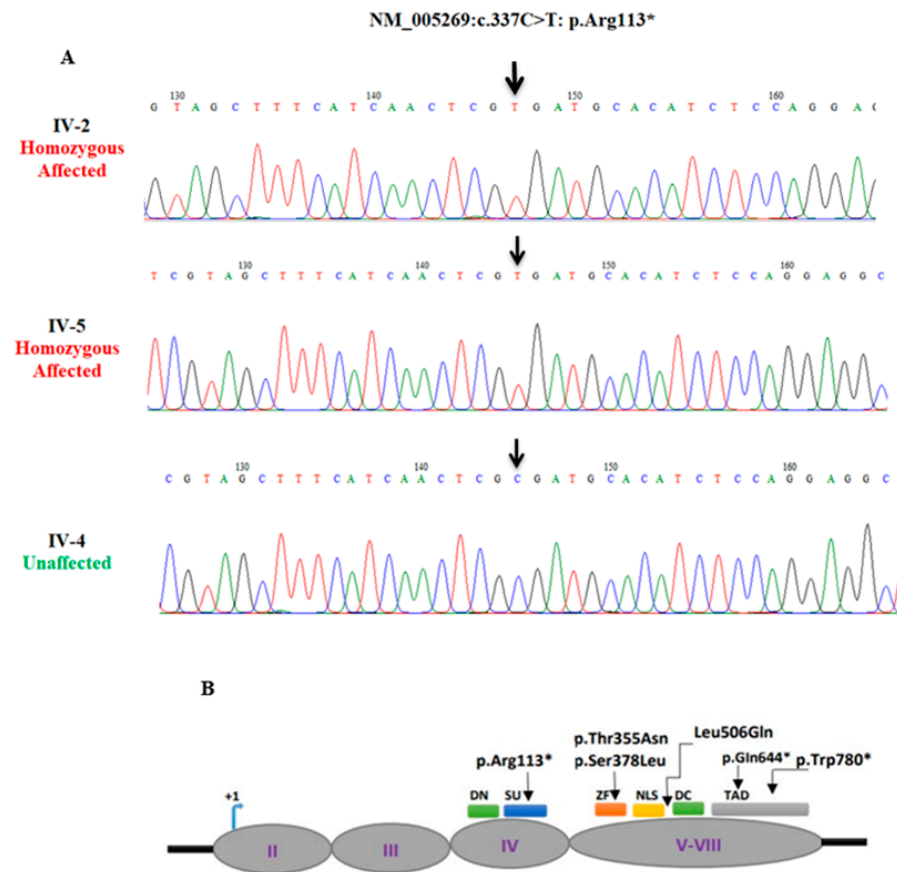 NM_005269:c.337C>T: p.Arg113*
A
130 140 150 160
G T A G C T T T C A T C A A C T C G T G A T G C A C A T C T C C A G G A G
IV-2
Homozygous
Affected
130 140 150 160
T C G T A G C T T T C A T C A A C T C G T G A T G C A C A T C T C C A G G A G G C
IV-5
Homozygous
Affected
130 140 150 160
C G T A G C T T T C A T C A A C T C G C G A T G C A C A T C T C C A G G A G G C
IV-4
Unaffected
B
p.Thr355Asn Leu506Gln
p.Arg113* p.Ser378Leu p.Gln644* p.Trp780*
+1 DN SU ZF NLS DC TAD
II III IV V-VIII